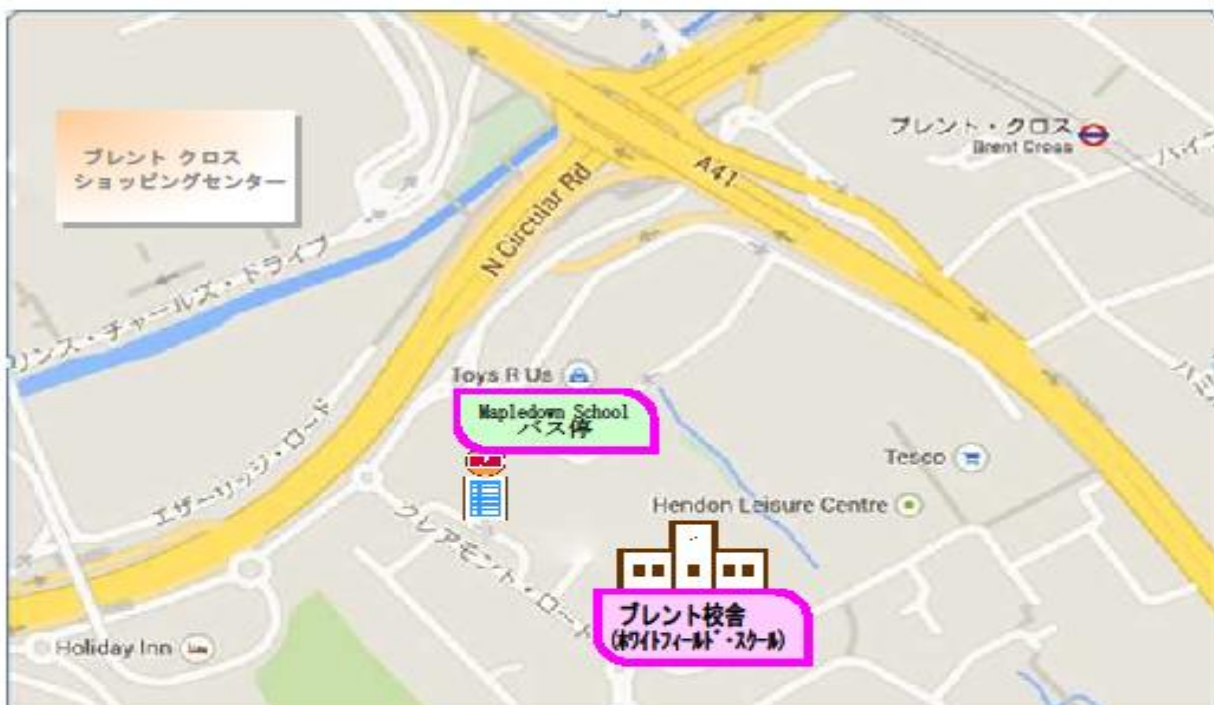 ブレント クロス
ショッピングセンター
ブレント・クロス
Brent Cross
A41
N Circular Rd
リンス・チャールズ・ドライブ
Toys R Us
Mapledown School
バス停
エザーリッジ・ロード
クレアモント・ロード
Tesco
Hendon Leisure Centre
ブレント校舎
(ホワイトフィールド・スクール)
Holiday Inn